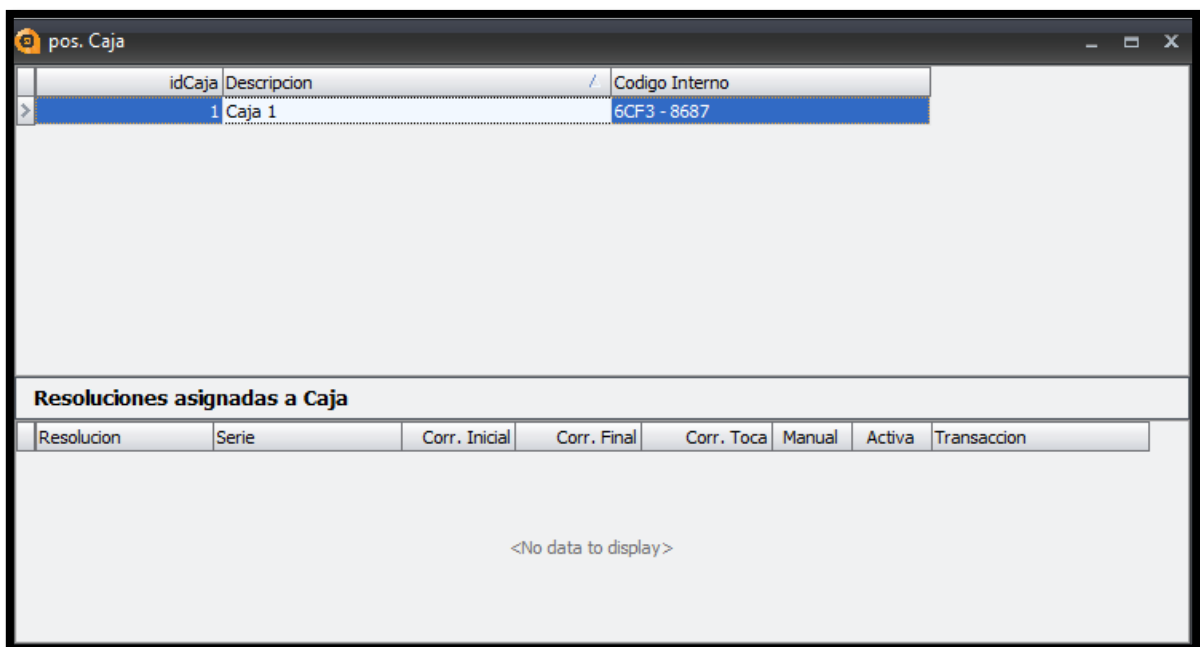 pos. Caja
idCaja Descripcion Codigo Interno
1 Caja 1 6CF3 - 8687
Resoluciones asignadas a Caja
Resolucion Serie Corr. Inicial Corr. Final Corr. Toca Manual Activa Transaccion
<No data to display>